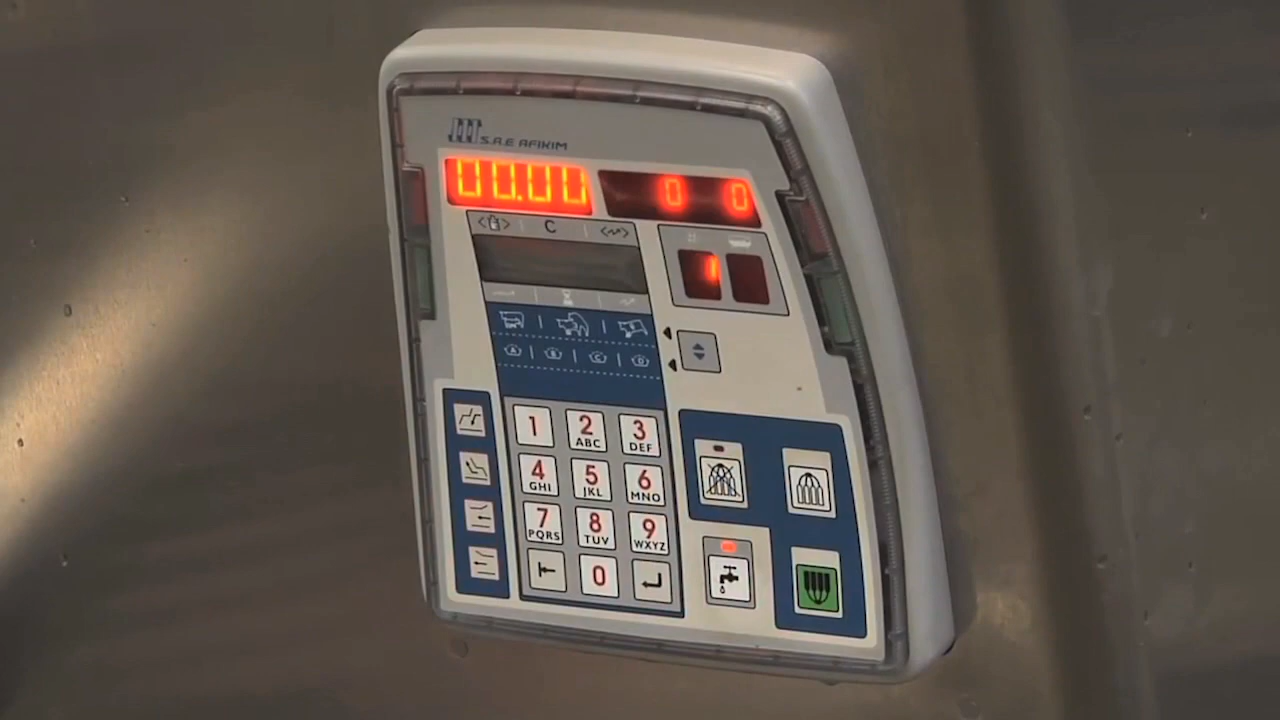 S.A.E AFIKIM
00.00 0 0
C
1
A B C D
1 2 ABC 3 DEF
4 GHI 5 JKL 6 MNO
7 PQRS 8 TUV 9 WXYZ
0